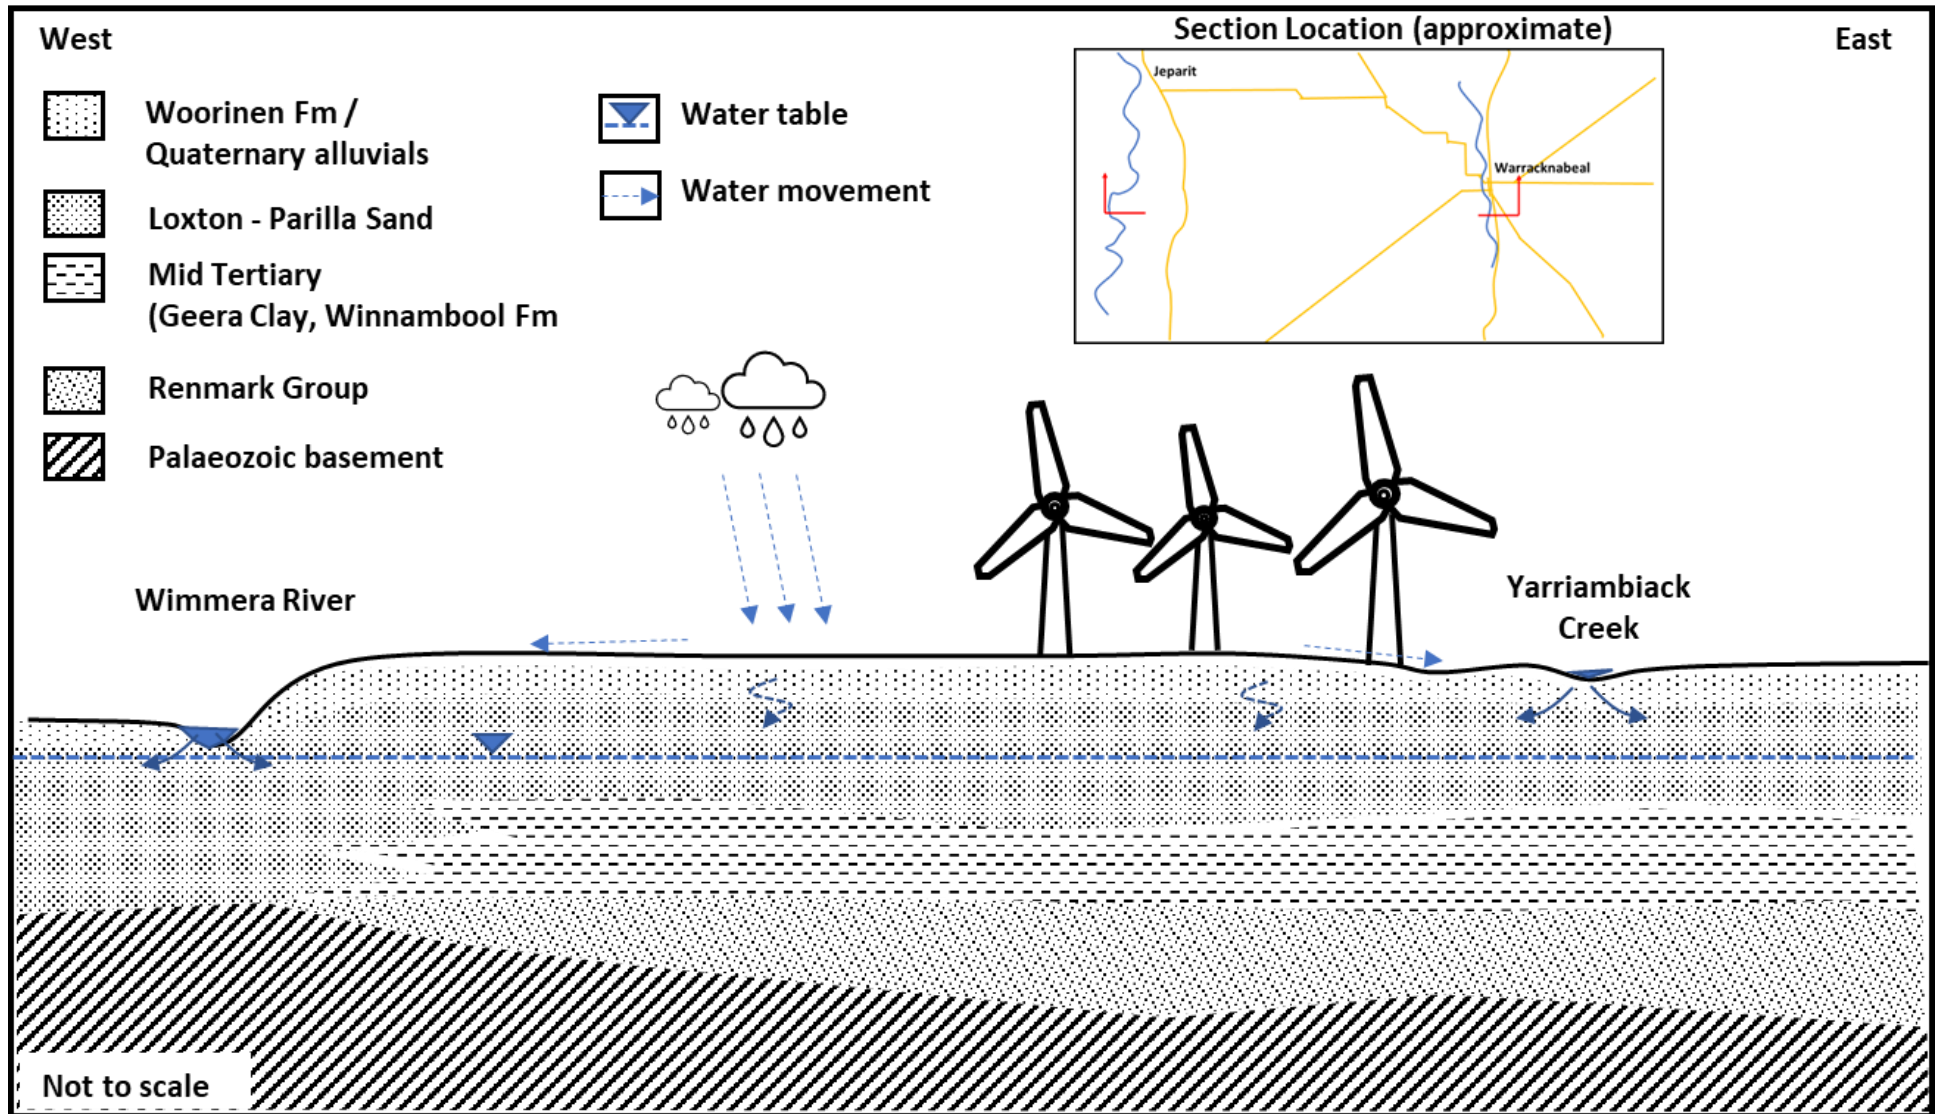 West
Section Location (approximate)
East
Jeparit
Warracknabeal
Woorinen Fm /
Quaternary alluvials
Loxton - Parilla Sand
Mid Tertiary
(Geera Clay, Winnambool Fm
Renmark Group
Palaeozoic basement
Water table
Water movement
Wimmera River
Yarriambiack
Creek
Not to scale